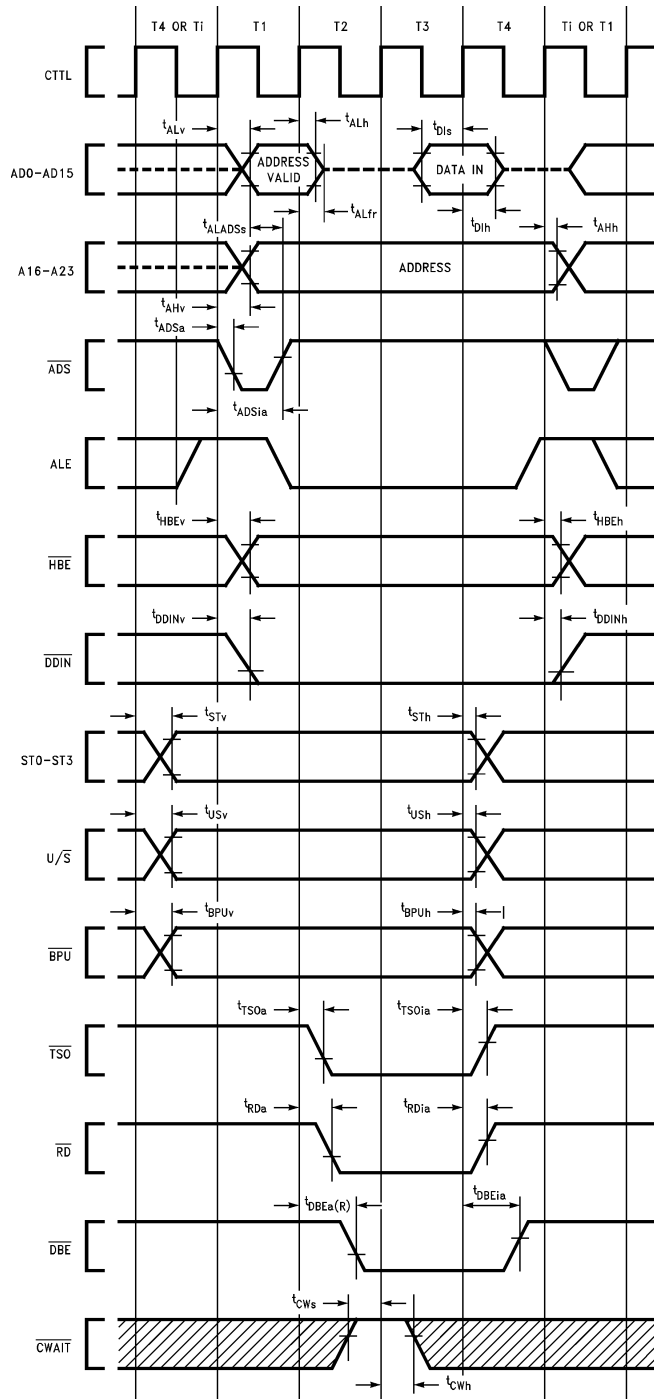 T4 OR Ti T1 T2 T3 T4 Ti OR T1
CTTL
tALv tALh tDIs
AD0-AD15 ADDRESS VALID DATA IN
tALADSs tALfr tDIh tAHh
A16-A23 ADDRESS
tAHv
tADSa
ADS
tADSia
ALE
tHBEv tHBEh
HBE
tDDINv tDDINh
DDIN
tSTv tSTh
ST0-ST3
tUSv tUSh
U/S
tBPUv tBPUh
BPU
tTSOa tTSOia
TSO
tRDa tRDia
RD
tDBEa(R) tDBEia
DBE
tCWs
CWAIT
tCWh